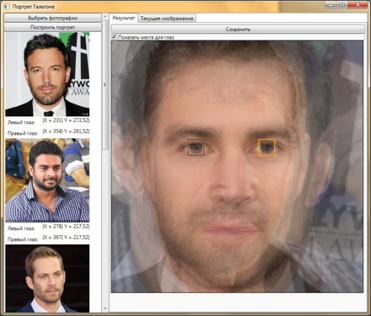 Портрет Гальтона
Выбрать фотографии
Построить портрет
Левый глаз: {X = 231| Y = 273,52}
Правый глаз: {X = 354| Y = 261,52}
Левый глаз: {X = 278| Y = 217,52}
Правый глаз: {X = 367| Y = 217,52}
Результат Текущее изображение
Сохранить
Показать места для глаз